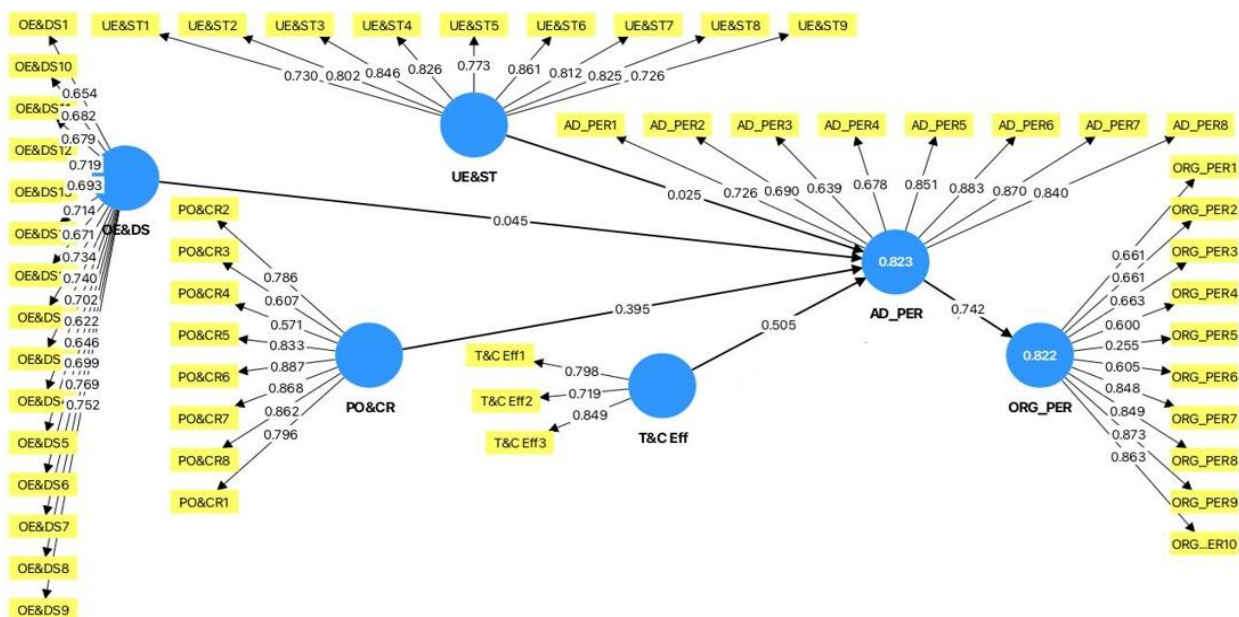 OE&DS1
OE&DS10
OE&DS11
OE&DS12
OE&DS5
OE&DS6
OE&DS7
OE&DS8
OE&DS9
0.654
0.682
0.679
0.719
0.693
0.714
0.671
0.734
0.740
0.702
0.622
0.646
0.699
0.769
0.752
OE&DS
UE&ST1 UE&ST2 UE&ST3 UE&ST4 UE&ST5 UE&ST6 UE&ST7 UE&ST8 UE&ST9
0.730 0.802 0.846 0.826 0.773 0.861 0.812 0.825 0.726
UE&ST
0.025
0.045
PO&CR2
PO&CR3
PO&CR4
PO&CR5
PO&CR6
PO&CR7
PO&CR8
PO&CR1
0.786
0.607
0.571
0.833
0.887
0.868
0.862
0.796
PO&CR
0.395
T&C Eff1
T&C Eff2
T&C Eff3
0.798
0.719
0.849
T&C Eff
0.505
AD_PER1 AD_PER2 AD_PER3 AD_PER4 AD_PER5 AD_PER6 AD_PER7 AD_PER8
0.726 0.690 0.639 0.678 0.851 0.883 0.870 0.840
0.823
AD_PER
0.742
0.822
ORG_PER
0.661
0.661
0.663
0.600
0.255
0.605
0.848
0.849
0.873
0.863
ORG_PER1
ORG_PER2
ORG_PER3
ORG_PER4
ORG_PER5
ORG_PER6
ORG_PER7
ORG_PER8
ORG_PER9
ORG...ER10